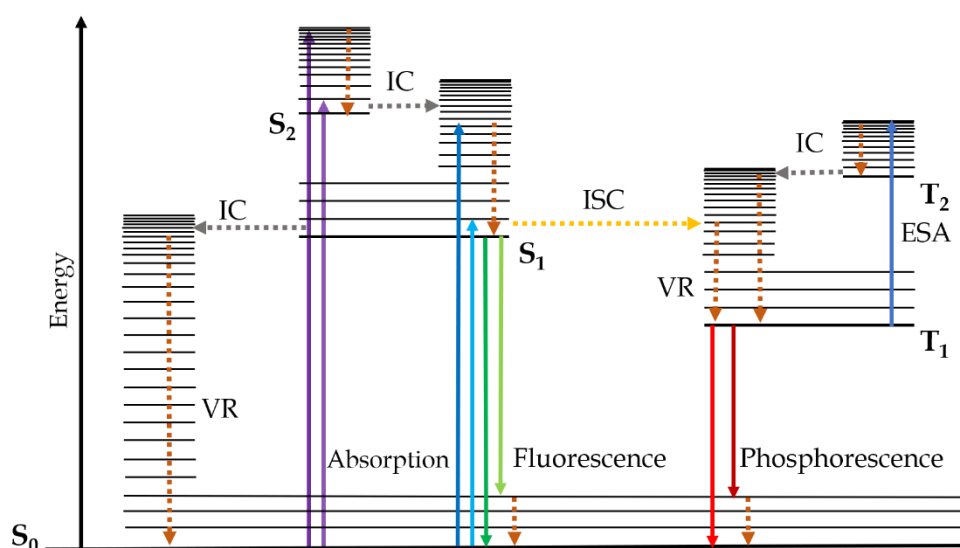 IC
S2
IC
T2
ESA
IC
ISC
S1
Energy
VR
T1
VR
Absorption
Fluorescence
Phosphorescence
S0